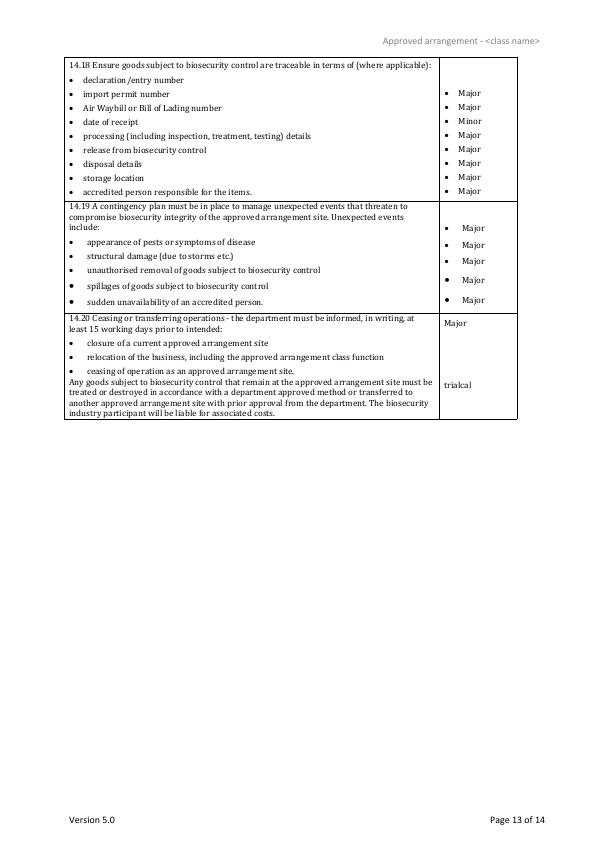 Approved arrangement - <class name>
14.18 Ensure goods subject to biosecurity control are traceable in terms of (where applicable):
• declaration/entry number
• import permit number
• Major
• Air Waybill or Bill of Lading number
• Major
• date of receipt
• Minor
• processing (including inspection, treatment, testing) details
• Major
• release from biosecurity control
• Major
• disposal details
• Major
• storage location
• Major
• accredited person responsible for the items.
• Major
14.19 A contingency plan must be in place to manage unexpected events that threaten to
compromise biosecurity integrity of the approved arrangement site. Unexpected events
include:
• Major
• appearance of pests or symptoms of disease
• Major
• structural damage (due to storms etc.)
• Major
• unauthorised removal of goods subject to biosecurity control
• spillages of goods subject to biosecurity control
• Major
• sudden unavailability of an accredited person.
• Major
14.20 Ceasing or transferring operations - the department must be informed, in writing, at
least 15 working days prior to intended:
Major
• closure of a current approved arrangement site
• relocation of the business, including the approved arrangement class function
• ceasing of operation as an approved arrangement site.
Any goods subject to biosecurity control that remain at the approved arrangement site must be
treated or destroyed in accordance with a department approved method or transferred to
another approved arrangement site with prior approval from the department. The biosecurity
industry participant will be liable for associated costs.
trialcal
Version 5.0
Page 13 of 14